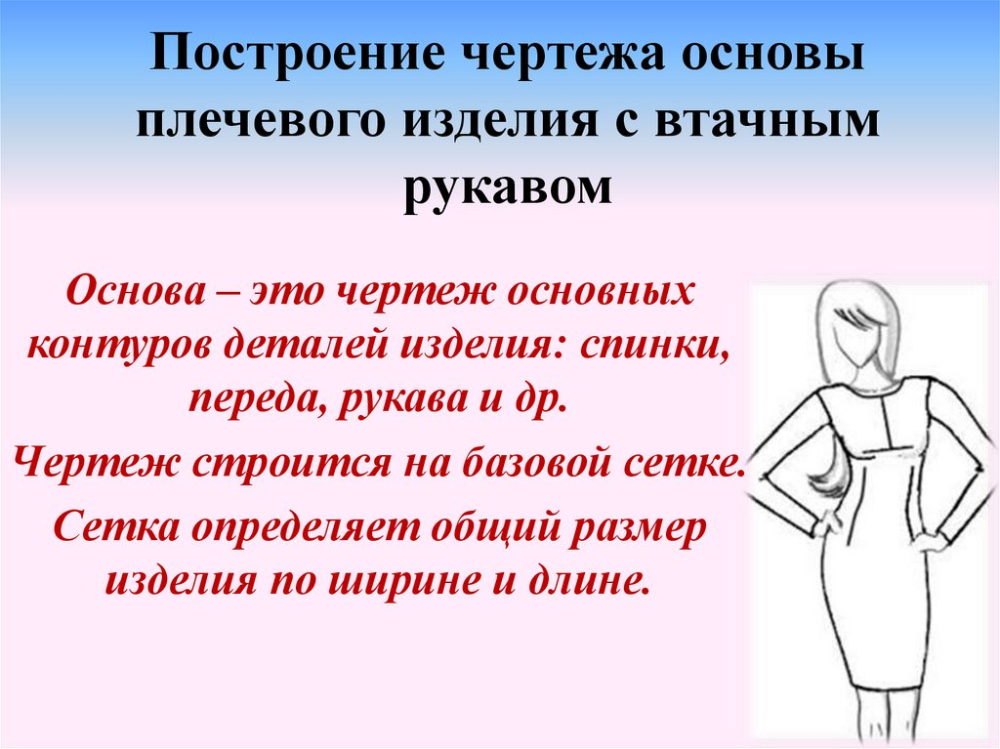 Построение чертежа основы
плечевого изделия с втачным
рукавом
Основа – это чертеж основных
контуров деталей изделия: спинки,
переда, рукава и др.
Чертеж строится на базовой сетке.
Сетка определяет общий размер
изделия по ширине и длине.